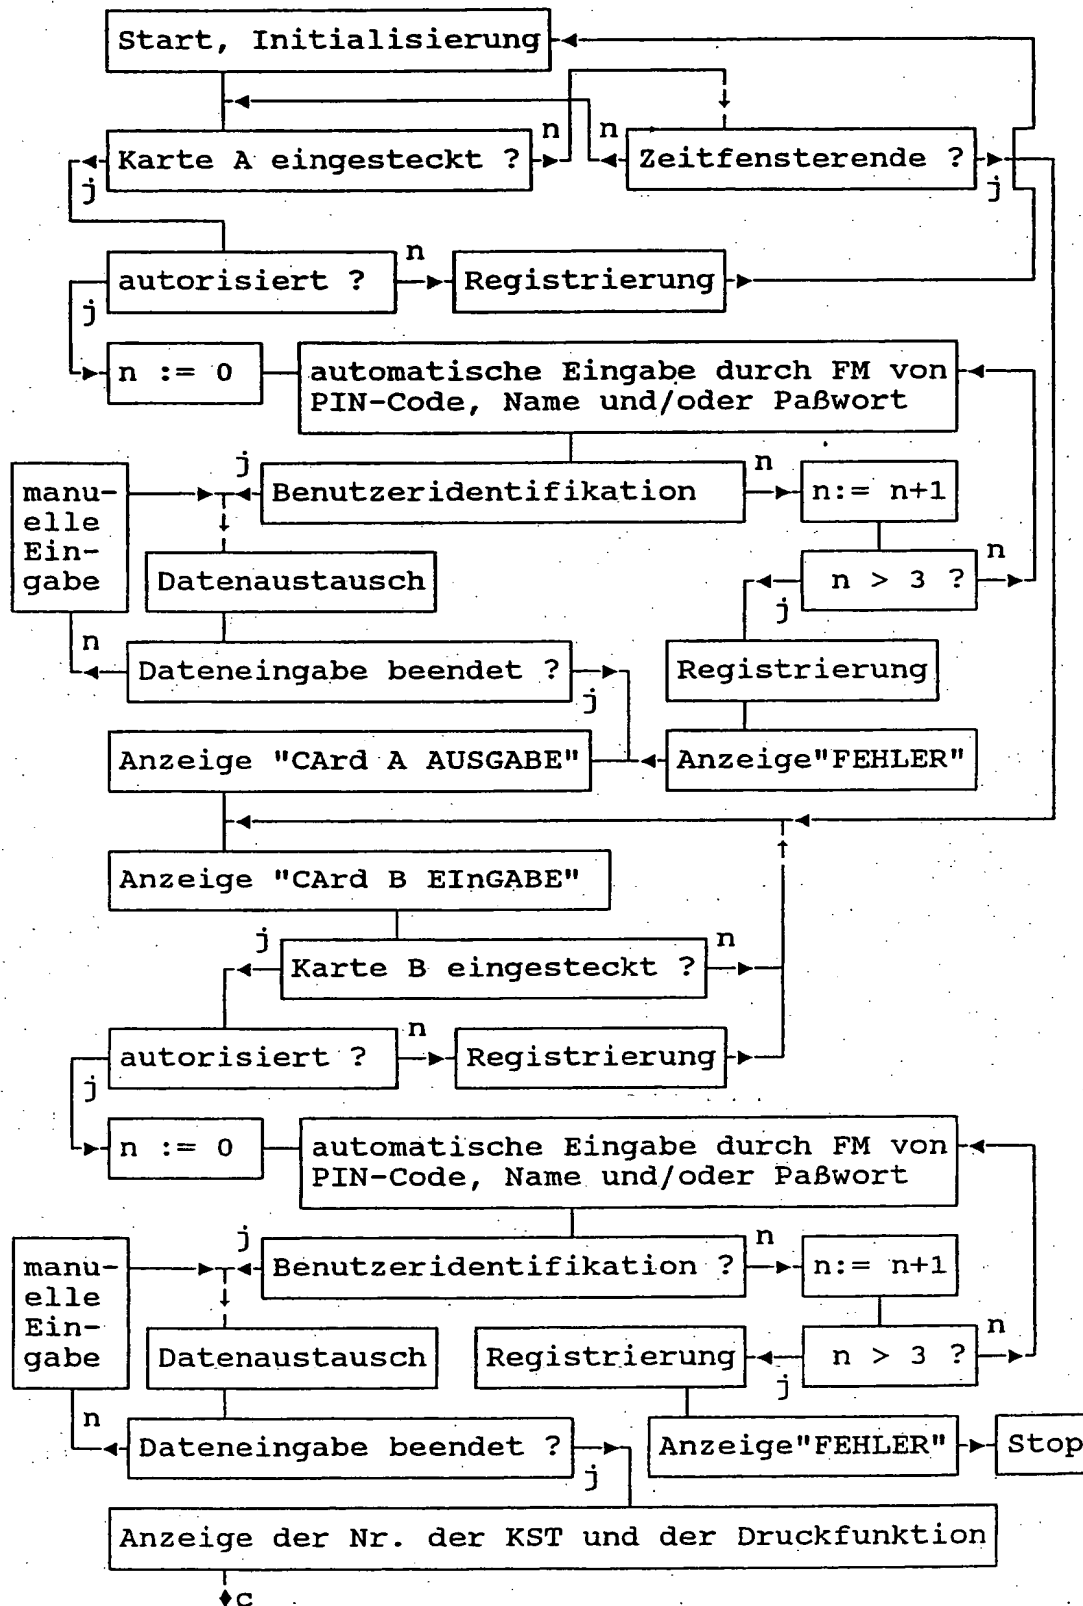 Start, Initialisierung
n
n
Karte A eingesteckt ?
Zeitfensterende ?
j
j
n
autorisiert ?
Registrierung
j
n := 0
automatische Eingabe durch FM von
PIN-Code, Name und/oder Paßwort
j
n
manu-
elle
Ein-
gabe
Benutzeridentifikation
n:= n+1
n
Datenaustausch
n > 3 ?
j
n
Dateneingabe beendet ?
j
Registrierung
Anzeige "CArd A AUSGABE"
Anzeige"FEHLER"
Anzeige "CArd B EInGABE"
j
n
Karte B eingesteckt ?
n
autorisiert ?
Registrierung
j
n := 0
automatische Eingabe durch FM von
PIN-Code, Name und/oder Paßwort
j
n
manu-
elle
Ein-
gabe
Benutzeridentifikation ?
n:= n+1
n
Datenaustausch
Registrierung
n > 3 ?
j
n
Dateneingabe beendet ?
j
Anzeige"FEHLER"
Stop
Anzeige der Nr. der KST und der Druckfunktion
c